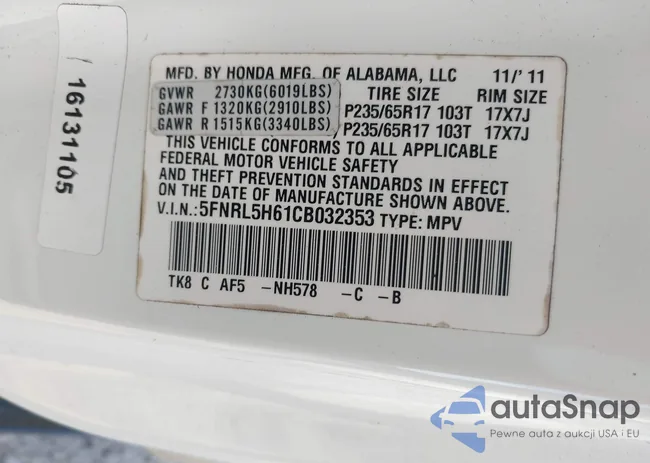 16131105
MFD. BY HONDA MFG. OF ALABAMA, LLC 11/'11
GVWR 2730KG(6019LBS) TIRE SIZE RIM SIZE
GAWR F 1320KG(2910LBS) P235/65R17 103T 17X7J
GAWR R 1515KG(3340LBS) P235/65R17 103T 17X7J
THIS VEHICLE CONFORMS TO ALL APPLICABLE
FEDERAL MOTOR VEHICLE SAFETY
AND THEFT PREVENTION STANDARDS IN EFFECT
ON THE DATE OF MANUFACTURE SHOWN ABOVE.
V.I.N.:5FNRL5H61CB032353 TYPE: MPV
TK8 C AF5 -NH578 -C -B
autoSnap
Pewne auta z aukcji USA i EU